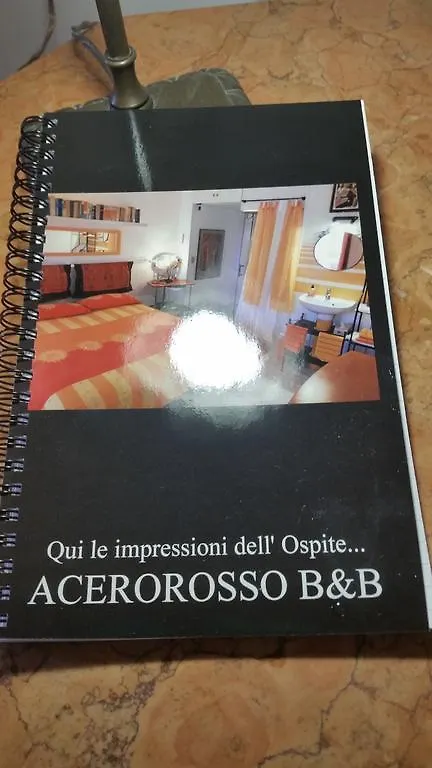 Qui le impressioni dell' Ospite...
ACEROROSSO B&B